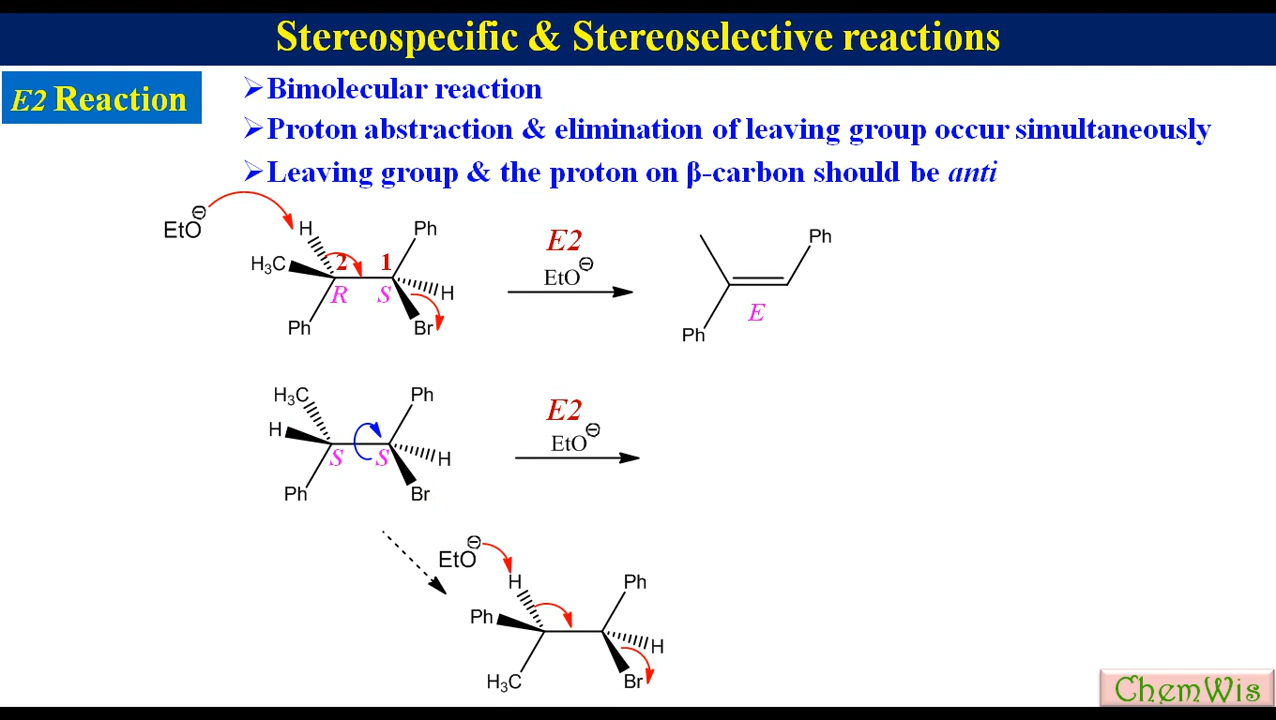 Stereospecific & Stereoselective reactions
E2 Reaction
➢Bimolecular reaction
➢Proton abstraction & elimination of leaving group occur simultaneously
➢Leaving group & the proton on β-carbon should be anti
EtO⊖
H
Ph
H₃C
2
1
R
S
H
Ph
Br
E2
EtO⊖
Ph
E
Ph
H₃C
Ph
H
S
S
H
Ph
Br
E2
EtO⊖
EtO⊖
H
Ph
Ph
H
H₃C
Br
ChemWis